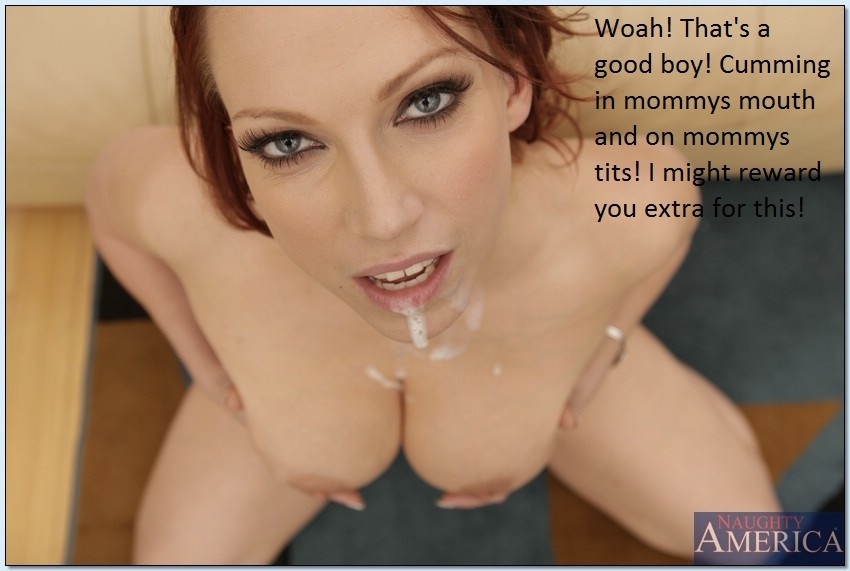 Woah! That's a
good boy! Cumming
in mommys mouth
and on mommys
tits! I might reward
you extra for this!
NAUGHTY
AMERICA